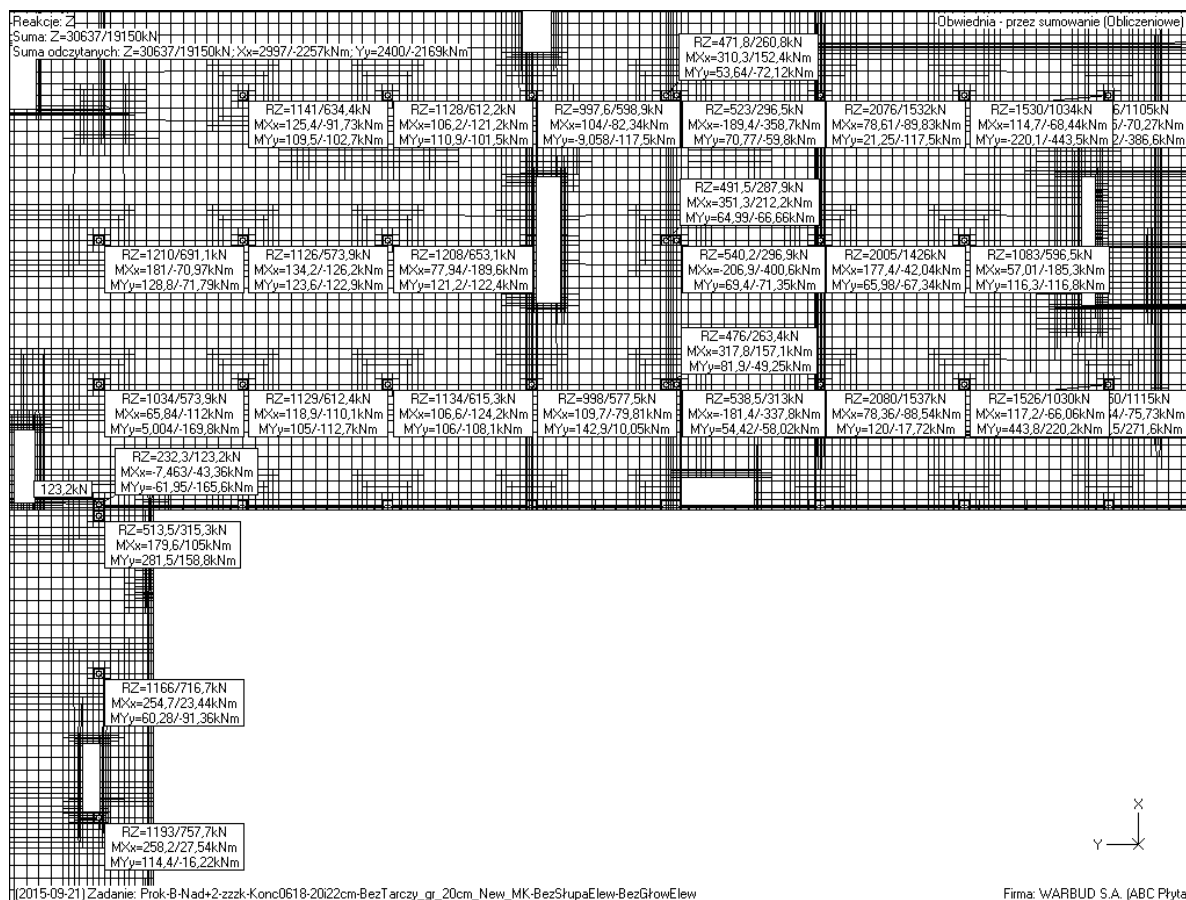 Reakcje: Z
Suma: Z=30637/19150kN
Suma odczytanych: Z=30637/19150kN; Xx=2997/-2257kNm; Yy=2400/-2169kNm
Obwiednia - przez sumowanie (Obliczeniowe)
RZ=471,8/260,8kN
MXx=310,3/152,4kNm
MYy=53,64/-72,12kNm
RZ=1141/634,4kN
MXx=125,4/-91,73kNm
MYy=109,5/-102,7kNm
RZ=1128/612,2kN
MXx=106,2/-121,2kNm
MYy=110,9/-101,5kNm
RZ=997,6/598,9kN
MXx=104/-82,34kNm
MYy=-9,058/-117,5kNm
RZ=523/296,5kN
MXx=-189,4/-358,7kNm
MYy=70,77/-59,8kNm
RZ=2076/1532kN
MXx=78,61/-89,83kNm
MYy=21,25/-117,5kNm
RZ=1530/1034kN
MXx=114,7/-68,44kNm
MYy=-220,1/-443,5kNm
6/1105kN
/-70,27kNm
2/-386,6kNm
RZ=491,5/287,9kN
MXx=351,3/212,2kNm
MYy=64,99/-66,66kNm
RZ=1210/691,1kN
MXx=181/-70,97kNm
MYy=128,8/-71,79kNm
RZ=1126/573,9kN
MXx=134,2/-126,2kNm
MYy=123,6/-122,9kNm
RZ=1208/653,1kN
MXx=77,94/-189,6kNm
MYy=121,2/-122,4kNm
RZ=540,2/296,9kN
MXx=-206,9/-400,6kNm
MYy=69,4/-71,35kNm
RZ=2005/1426kN
MXx=177,4/-42,04kNm
MYy=65,98/-67,34kNm
RZ=1083/596,5kN
MXx=57,01/-185,3kNm
MYy=116,3/-116,8kNm
RZ=476/263,4kN
MXx=317,8/157,1kNm
MYy=81,9/-49,25kNm
RZ=1034/573,9kN
MXx=65,84/-112kNm
MYy=5,004/-169,8kNm
RZ=1129/612,4kN
MXx=118,9/-110,1kNm
MYy=105/-112,7kNm
RZ=1134/615,3kN
MXx=106,6/-124,2kNm
MYy=106/-108,1kNm
RZ=998/577,5kN
MXx=109,7/-79,81kNm
MYy=142,9/10,05kNm
RZ=538,5/313kN
MXx=-181,4/-337,8kNm
MYy=54,42/-58,02kNm
RZ=2080/1537kN
MXx=78,36/-88,54kNm
MYy=120/-17,72kNm
RZ=1526/1030kN
MXx=117,2/-66,06kNm
MYy=443,8/220,2kNm
60/1115kN
4/-75,73kNm
,5/271,6kNm
RZ=232,3/123,2kN
MXx=-7,463/-43,36kNm
MYy=-61,95/-165,6kNm
123,2kN
RZ=513,5/315,3kN
MXx=179,6/105kNm
MYy=281,5/158,8kNm
RZ=1166/716,7kN
MXx=254,7/23,44kNm
MYy=60,28/-91,36kNm
RZ=1193/757,7kN
MXx=258,2/27,54kNm
MYy=114,4/-16,22kNm
X
Y
[2015-09-21] Zadanie: Prok-B-Nad+2-zzzk-Konc0618-20i22cm-BezTarczy_gr_20cm_New_MK-BezSłupaElew-BezGłowElew
Firma: WARBUD S.A. (ABC Płyta